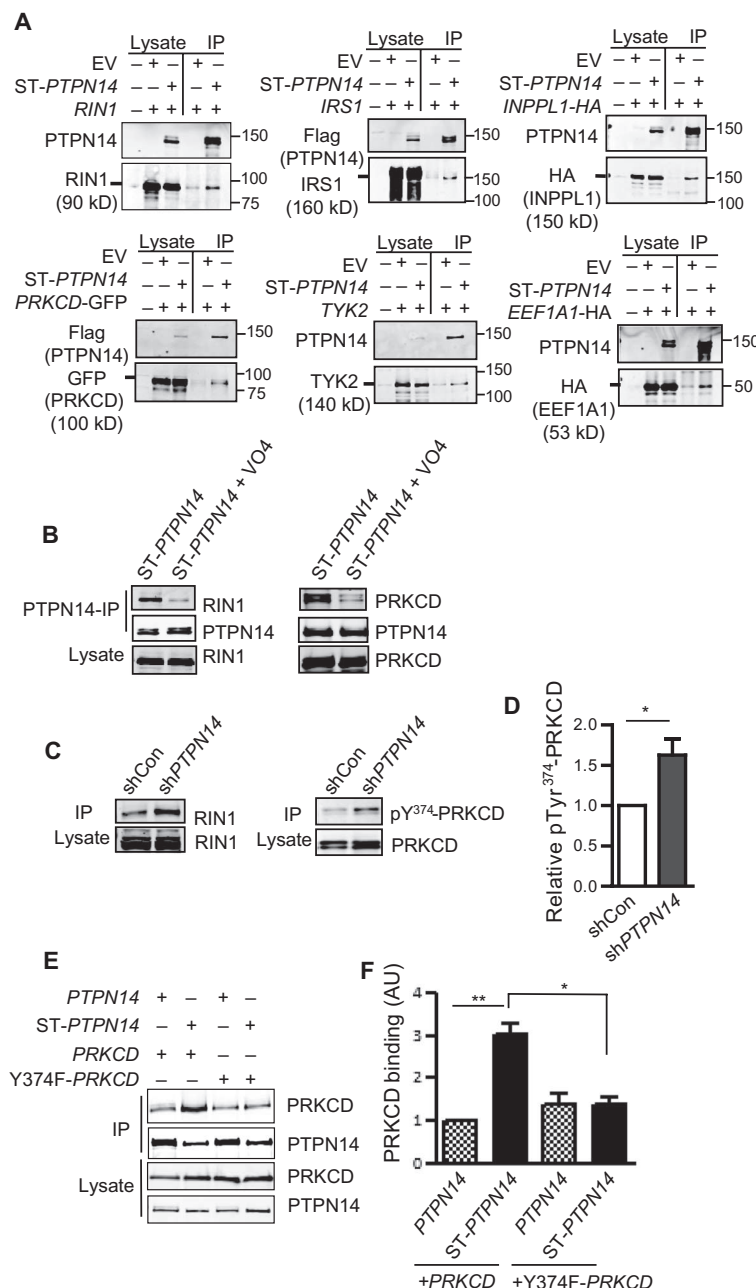 A
Lysate IP
EV – + – + –
ST-PTPN14 – – + – +
RIN1 – + + + +
PTPN14
150
RIN1
(90 kD)
100
75
Lysate IP
EV – + – + –
ST-PTPN14 – – + – +
IRS1 – + + + +
Flag
(PTPN14)
150
IRS1
(160 kD)
150
100
Lysate IP
EV – + – + –
ST-PTPN14 – – + – +
INPPL1-HA – + + + +
PTPN14
150
HA
(INPPL1)
(150 kD)
150
100
Lysate IP
EV – + – + –
ST-PTPN14 – – + – +
PRKCD-GFP – + + + +
Flag
(PTPN14)
150
GFP
(PRKCD)
(100 kD)
100
75
Lysate IP
EV – + – + –
ST-PTPN14 – – + – +
TYK2 – + + + +
PTPN14
150
TYK2
(140 kD)
150
100
Lysate IP
EV – + – + –
ST-PTPN14 – – + – +
EEF1A1-HA – + + + +
PTPN14
150
HA
(EEF1A1)
(53 kD)
50
B
ST-PTPN14
ST-PTPN14 + VO4
PTPN14-IP
RIN1
PTPN14
Lysate RIN1
ST-PTPN14
ST-PTPN14 + VO4
PRKCD
PTPN14
PRKCD
C
shCon
shPTPN14
IP RIN1
Lysate RIN1
shCon
shPTPN14
IP pY374-PRKCD
Lysate PRKCD
D
Relative pTyr374-PRKCD
2.0
1.5
1.0
0.5
0.0
*
shCon
shPTPN14
E
PTPN14 + – + –
ST-PTPN14 – + – +
PRKCD + + – –
Y374F-PRKCD – – + +
IP
PRKCD
PTPN14
Lysate
PRKCD
PTPN14
F
PRKCD binding (AU)
4
3
2
1
0
**
*
PTPN14
ST-PTPN14
PTPN14
ST-PTPN14
+PRKCD
+Y374F-PRKCD